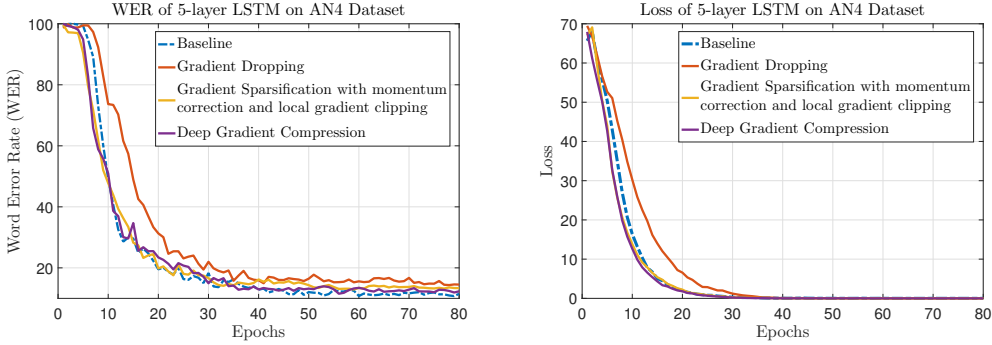 WER of 5-layer LSTM on AN4 Dataset
Word Error Rate (WER)
100
80
60
40
20
0
10
20
30
40
50
60
70
80
Epochs
Baseline
Gradient Dropping
Gradient Sparsification with momentum
correction and local gradient clipping
Deep Gradient Compression
Loss of 5-layer LSTM on AN4 Dataset
Loss
70
60
50
40
30
20
10
0
0
10
20
30
40
50
60
70
80
Epochs
Baseline
Gradient Dropping
Gradient Sparsification with momentum
correction and local gradient clipping
Deep Gradient Compression